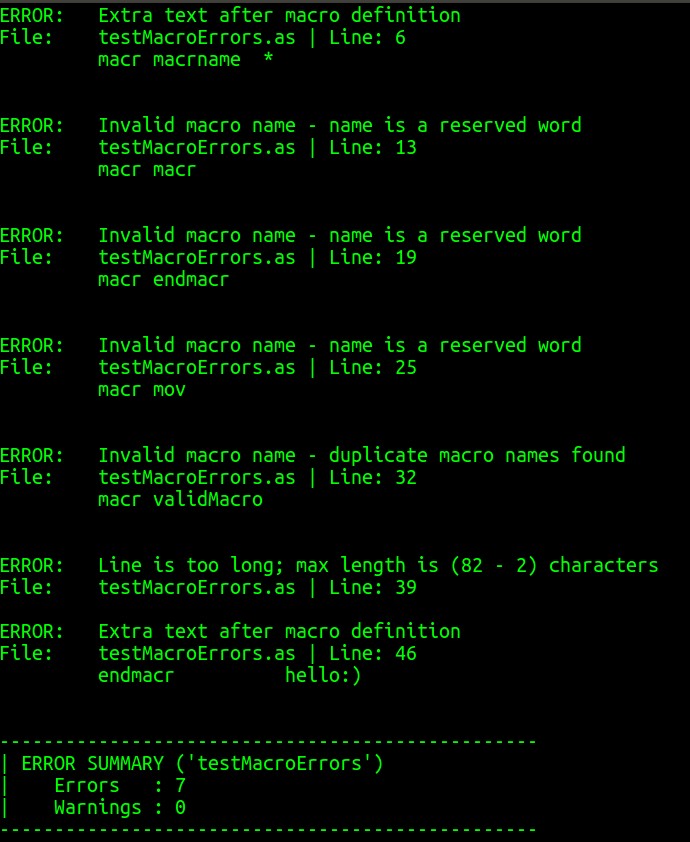 ERROR:   Extra text after macro definition
File:    testMacroErrors.as | Line: 6
         macr macrname  *
ERROR:   Invalid macro name - name is a reserved word
File:    testMacroErrors.as | Line: 13
         macr macr
ERROR:   Invalid macro name - name is a reserved word
File:    testMacroErrors.as | Line: 19
         macr endmacr
ERROR:   Invalid macro name - name is a reserved word
File:    testMacroErrors.as | Line: 25
         macr mov
ERROR:   Invalid macro name - duplicate macro names found
File:    testMacroErrors.as | Line: 32
         macr validMacro
ERROR:   Line is too long; max length is (82 - 2) characters
File:    testMacroErrors.as | Line: 39
ERROR:   Extra text after macro definition
File:    testMacroErrors.as | Line: 46
         endmacr          hello:)
-------------------------------------------------
| ERROR SUMMARY ('testMacroErrors')
|    Errors   : 7
|    Warnings : 0
-------------------------------------------------